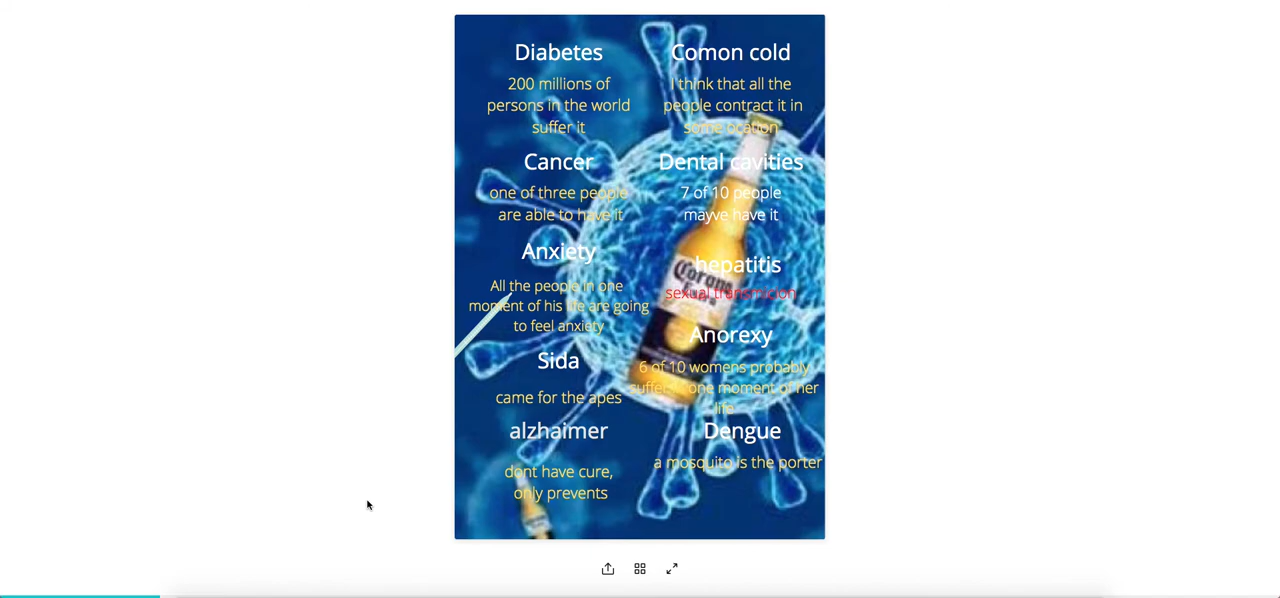 Diabetes
200 millions of
persons in the world
suffer it
Cancer
one of three people
are able to have it
Anxiety
All the people in one
moment of his life are going
to feel anxiety
Sida
came for the apes
alzhaimer
dont have cure,
only prevents
Comon cold
I think that all the
people contract it in
some ocation
Dental cavities
7 of 10 people
mayve have it
hepatitis
sexual transmicion
Anorexy
6 of 10 womens probably
suffer one moment of her
life
Dengue
a mosquito is the porter
Corona